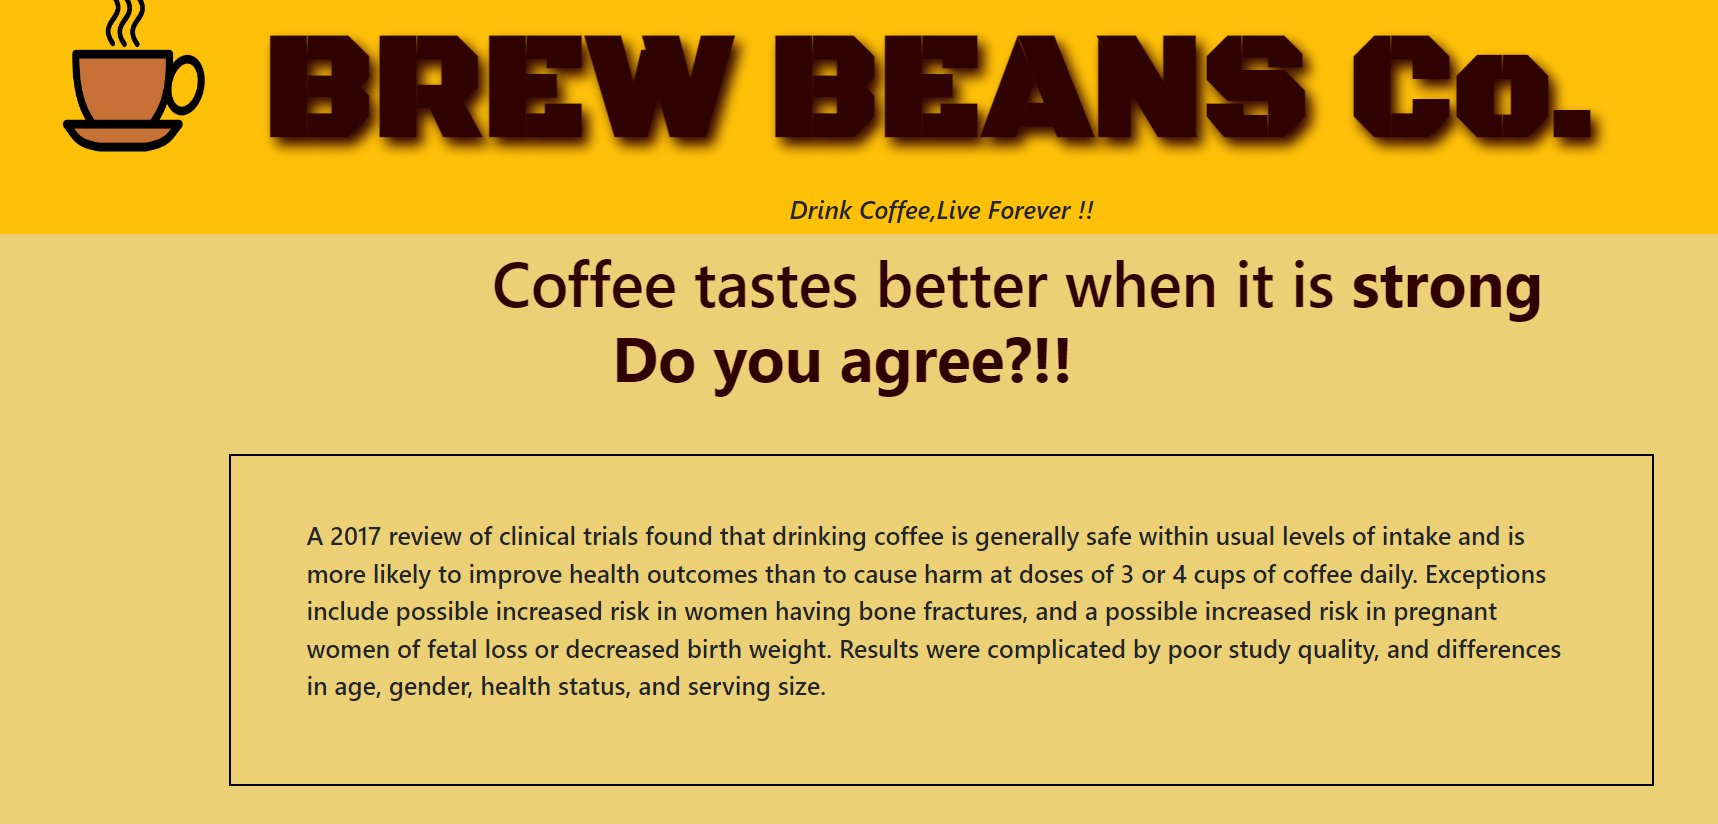 BREW BEANS Co.
Drink Coffee,Live Forever !!
Coffee tastes better when it is strong
Do you agree?!!
A 2017 review of clinical trials found that drinking coffee is generally safe within usual levels of intake and is
more likely to improve health outcomes than to cause harm at doses of 3 or 4 cups of coffee daily. Exceptions
include possible increased risk in women having bone fractures, and a possible increased risk in pregnant
women of fetal loss or decreased birth weight. Results were complicated by poor study quality, and differences
in age, gender, health status, and serving size.